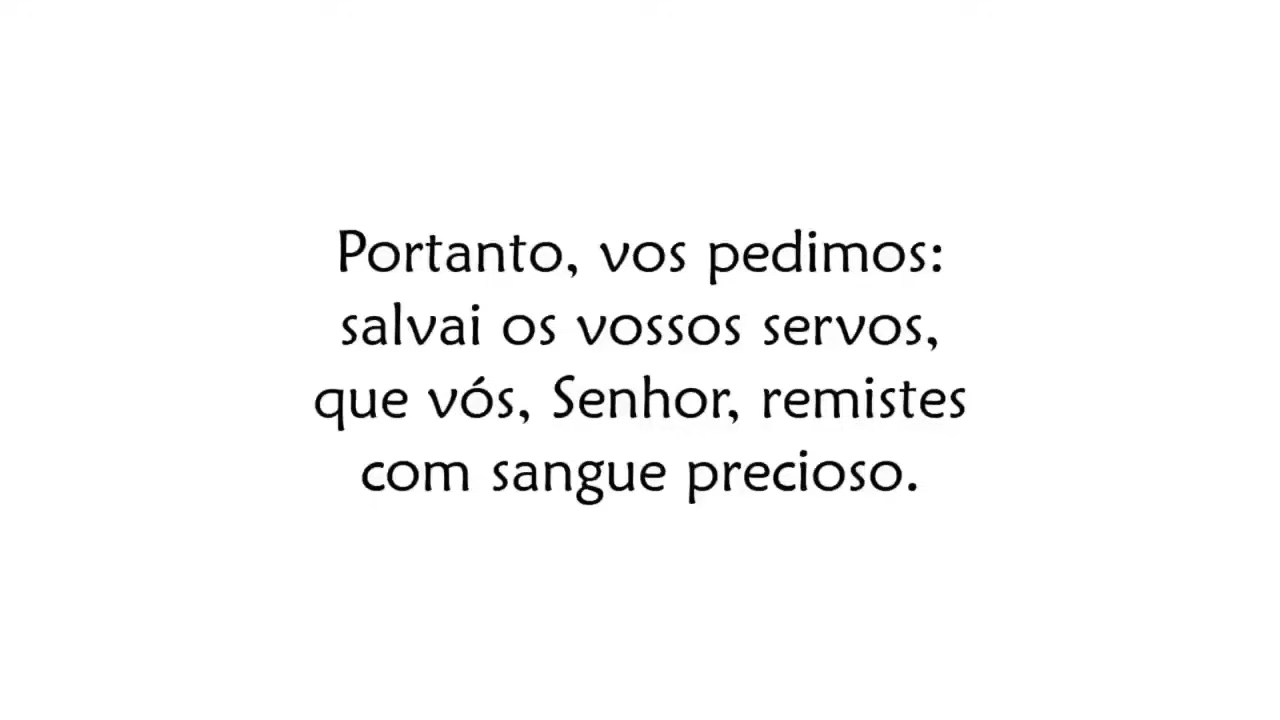 Portanto, vos pedimos:
salvai os vossos servos,
que vós, Senhor, remistes
com sangue precioso.